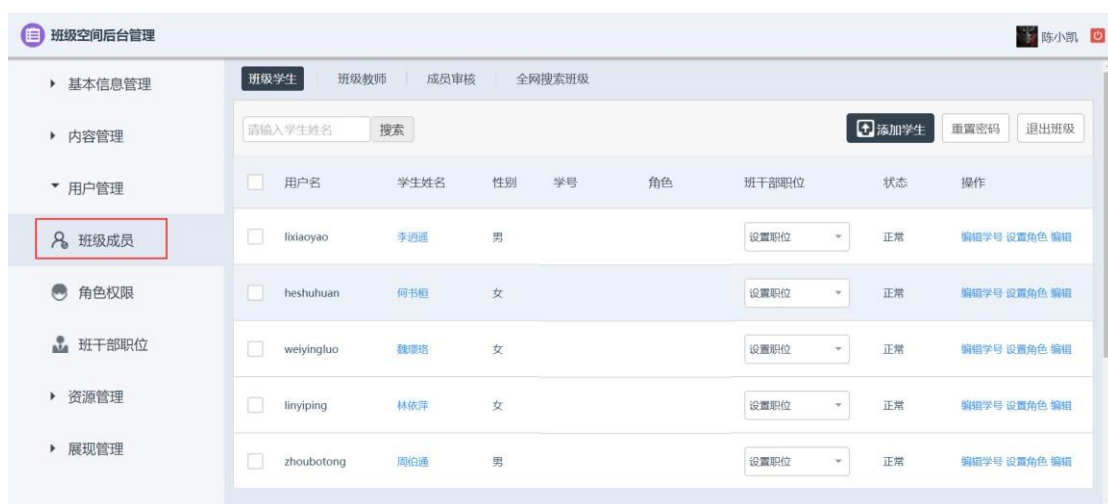 班级空间后台管理
陈小凯
基本信息管理
内容管理
用户管理
班级成员
角色权限
班干部职位
资源管理
展现管理
班级学生 班级教师 成员审核 全网搜索班级
请输入学生姓名 搜索 添加学生 重置密码 退出班级
用户名 学生姓名 性别 学号 角色 班干部职位 状态 操作
lixiaoyao 李逍遥 男 设置职位 正常 编辑学号 设置角色 编辑
heshuhuan 何书桓 女 设置职位 正常 编辑学号 设置角色 编辑
weiyingluo 魏璎珞 女 设置职位 正常 编辑学号 设置角色 编辑
linyiping 林依萍 女 设置职位 正常 编辑学号 设置角色 编辑
zhoubotong 周伯通 男 设置职位 正常 编辑学号 设置角色 编辑